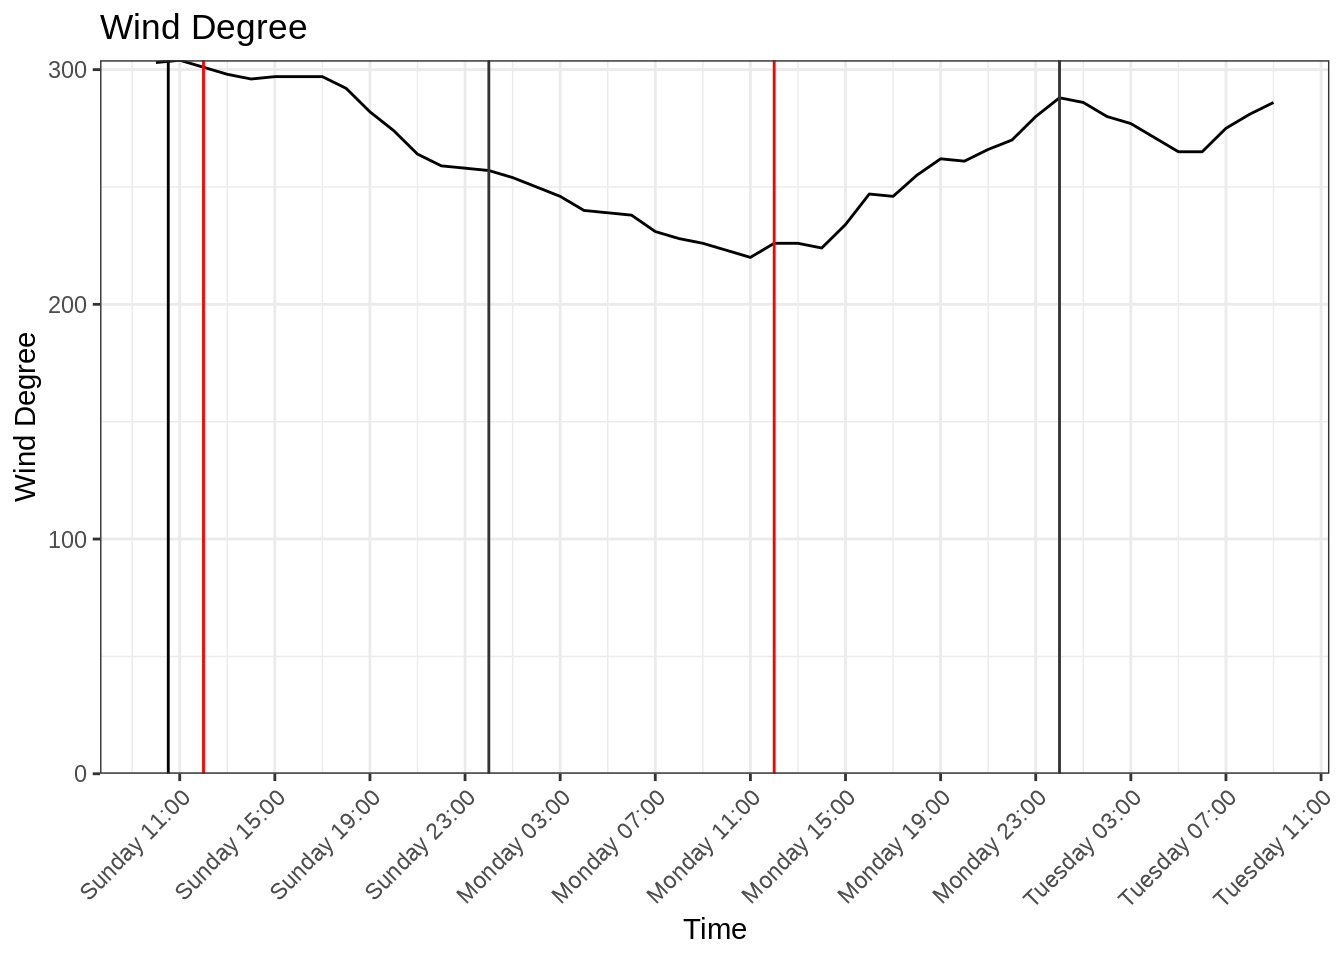 Wind Degree
Wind Degree
300
200
100
0
Sunday 11:00
Sunday 15:00
Sunday 19:00
Sunday 23:00
Monday 03:00
Monday 07:00
Monday 11:00
Monday 15:00
Monday 19:00
Monday 23:00
Tuesday 03:00
Tuesday 07:00
Tuesday 11:00
Time